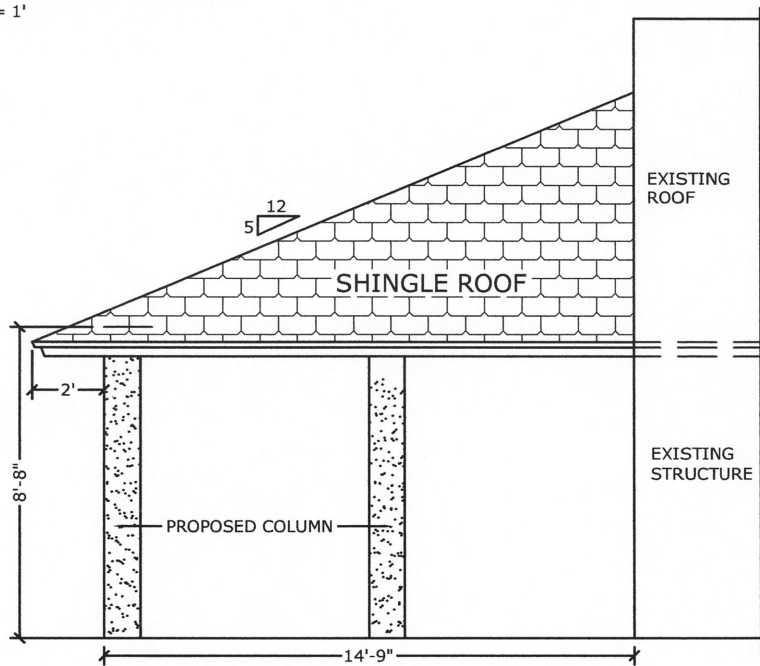 = 1'
12
5
EXISTING
ROOF
SHINGLE ROOF
2'
8'-8"
EXISTING
STRUCTURE
PROPOSED COLUMN
14'-9"